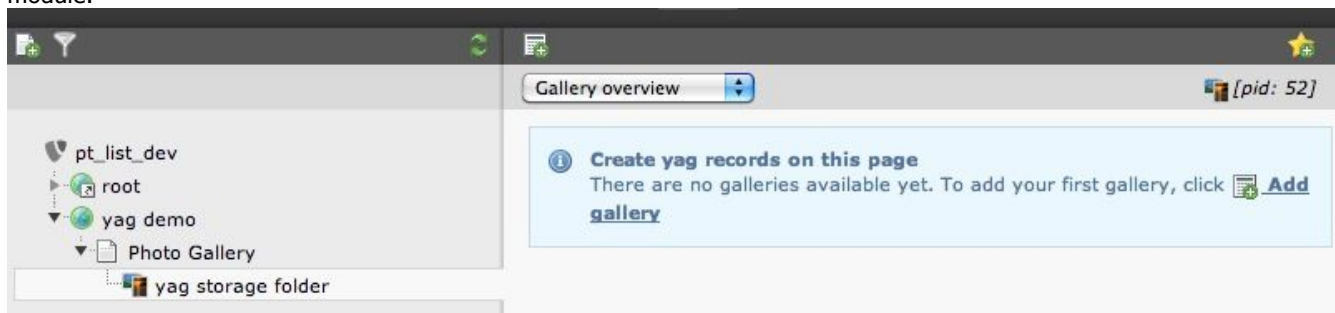 module.
Gallery overview
[pid: 52]
pt_list_dev
root
yag demo
Photo Gallery
yag storage folder
Create yag records on this page
There are no galleries available yet. To add your first gallery, click Add
gallery